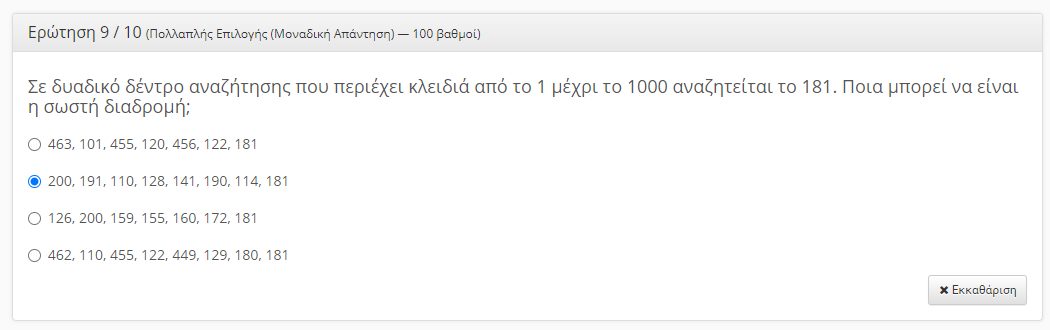 Ερώτηση 9 / 10 (Πολλαπλής Επιλογής (Μοναδική Απάντηση) — 100 βαθμοί)
Σε δυαδικό δέντρο αναζήτησης που περιέχει κλειδιά από το 1 μέχρι το 1000 αναζητείται το 181. Ποια μπορεί να είναι
η σωστή διαδρομή;
463, 101, 455, 120, 456, 122, 181
200, 191, 110, 128, 141, 190, 114, 181
126, 200, 159, 155, 160, 172, 181
462, 110, 455, 122, 449, 129, 180, 181
✖ Εκκαθάριση